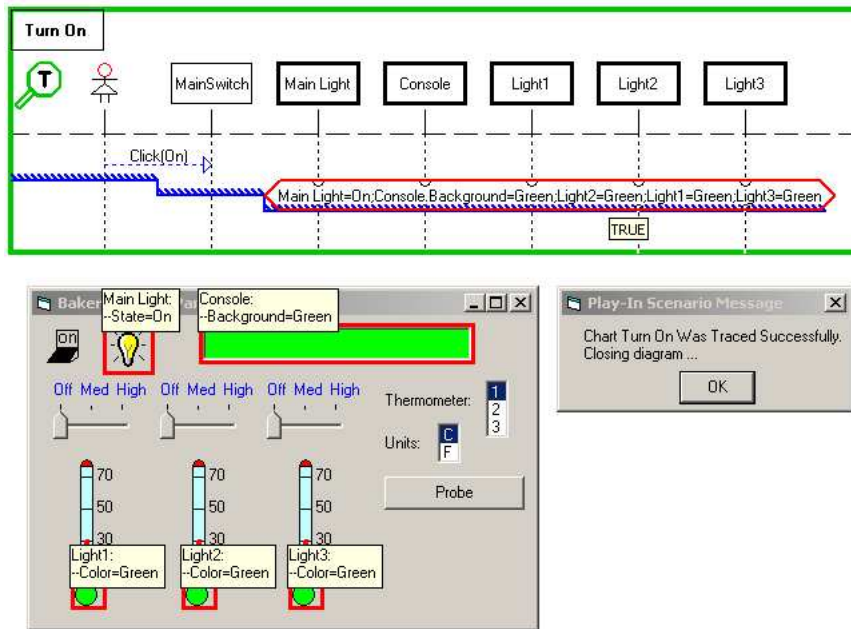 Turn On
T
MainSwitch
Main Light
Console
Light1
Light2
Light3
Click(On)
Main Light=On;Console.Background=Green;Light2=Green;Light1=Green;Light3=Green
TRUE
Baker
Main Light:
--State=On
Console:
--Background=Green
on
Off Med High
Off Med High
Off Med High
Thermometer:
1
2
3
Units:
C
F
Probe
70
50
30
70
50
30
70
50
30
Light1:
--Color=Green
Light2:
--Color=Green
Light3:
--Color=Green
Play-In Scenario Message
Chart Turn On Was Traced Successfully.
Closing diagram ...
OK